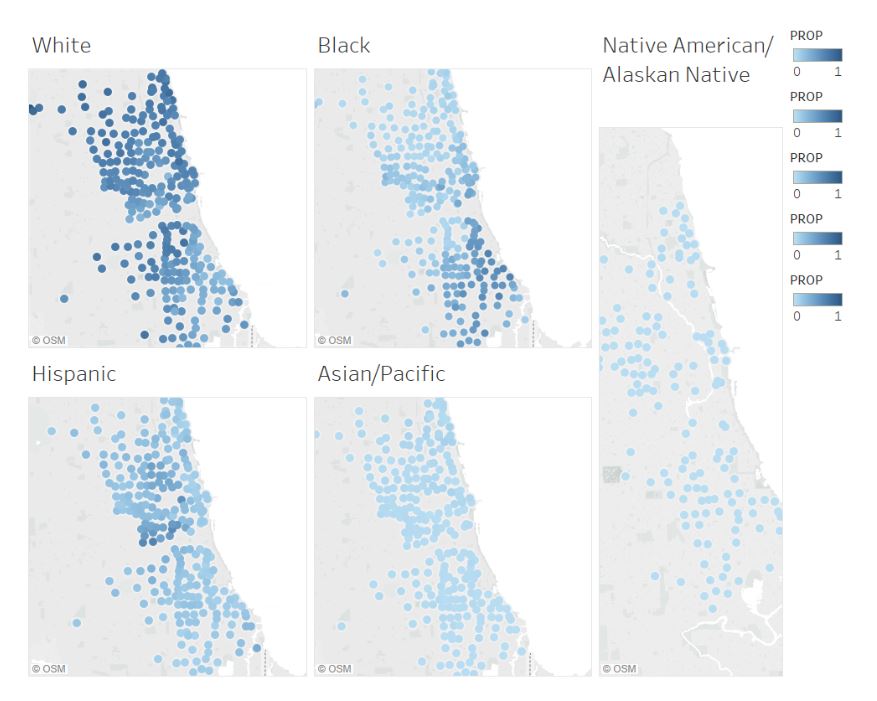 White
Black
Native American/
Alaskan Native
PROP
0 1
PROP
0 1
PROP
0 1
PROP
0 1
PROP
0 1
© OSM
© OSM
Hispanic
Asian/Pacific
© OSM
© OSM
© OSM